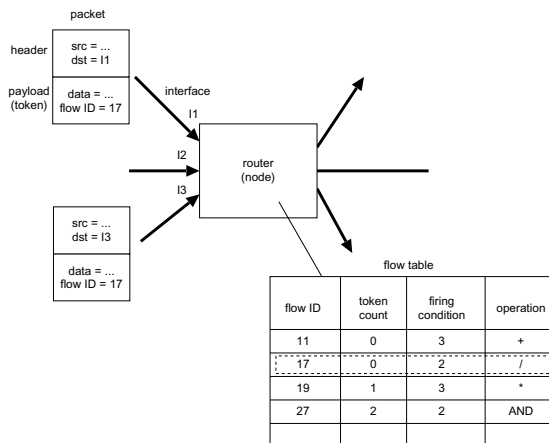 packet
header
src = ...
dst = I1
payload
(token)
data = ...
flow ID = 17
interface
I1
I2
I3
router
(node)
src = ...
dst = I3
data = ...
flow ID = 17
flow table
flow ID token count firing condition operation
11 0 3 +
17 0 2 /
19 1 3 *
27 2 2 AND